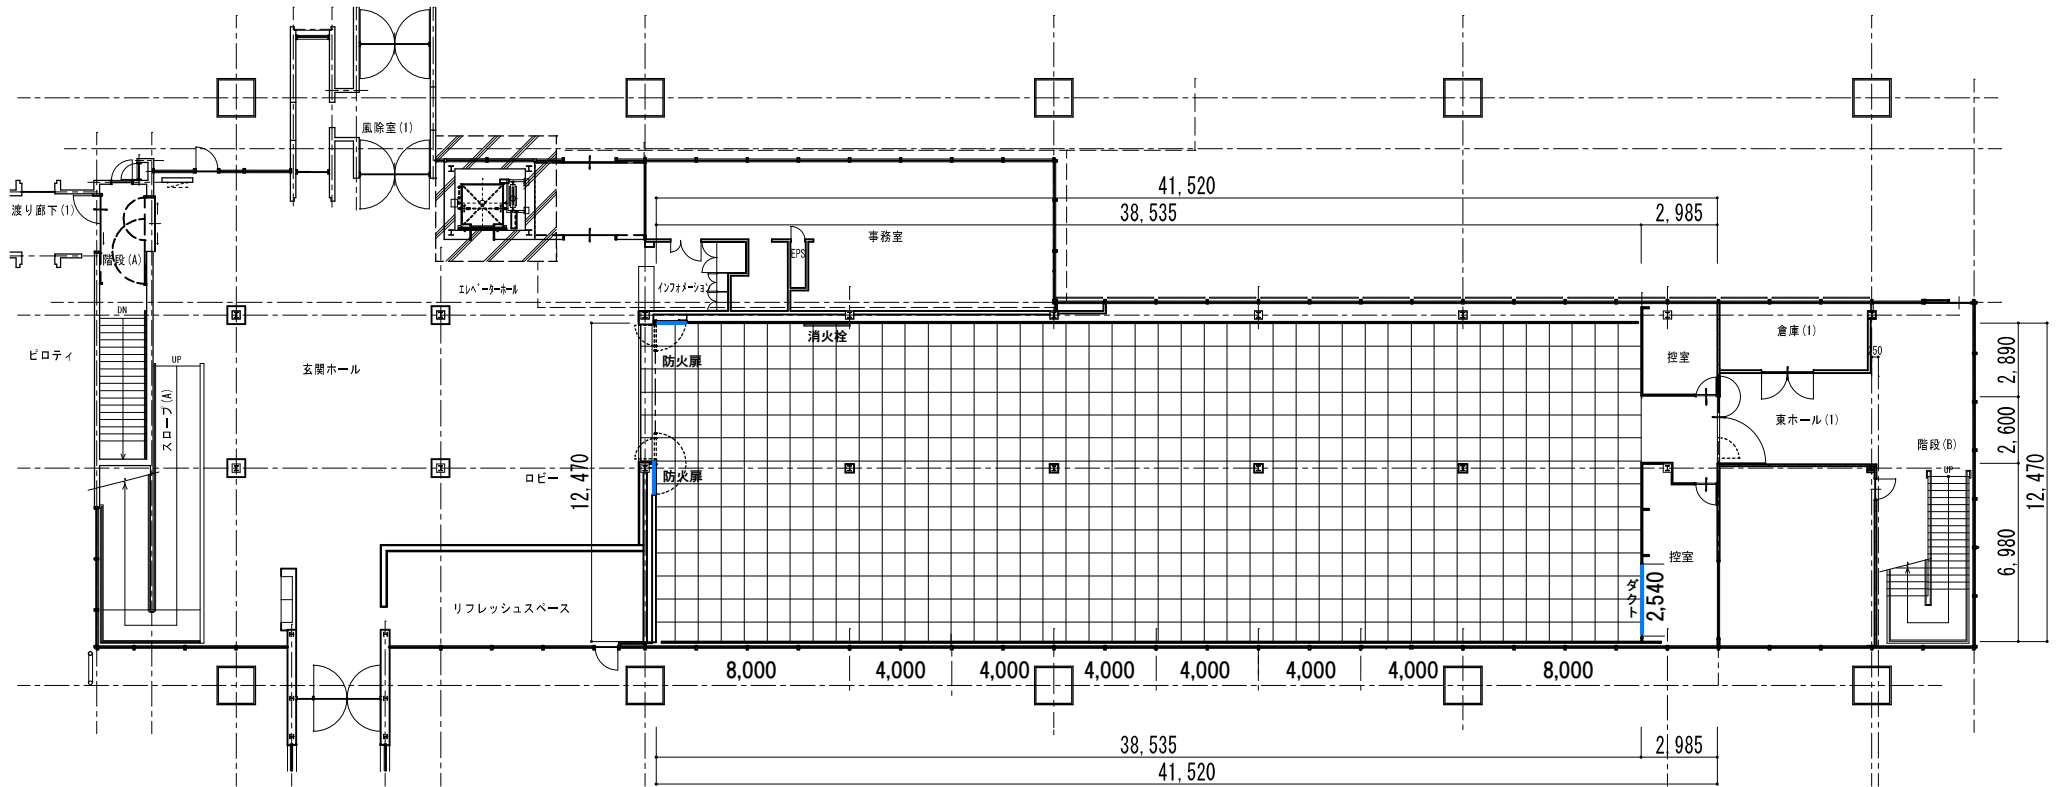 風除室(1)
41,520
38,535
2,985
渡り廊下(1)
事務室
EPS
階段(A)
エレベーターホール
インフォメーション
DN
消火栓
倉庫(1)
ピロティ
UP
玄関ホール
防火扉
控室
2,890
スロープ(A)
東ホール(1)
2,600
階段(B)
ロビー
12,470
防火扉
UP
12,470
控室
6,980
ダクト
2,540
リフレッシュスペース
8,000
4,000
4,000
4,000
4,000
4,000
4,000
8,000
38,535
2,985
41,520